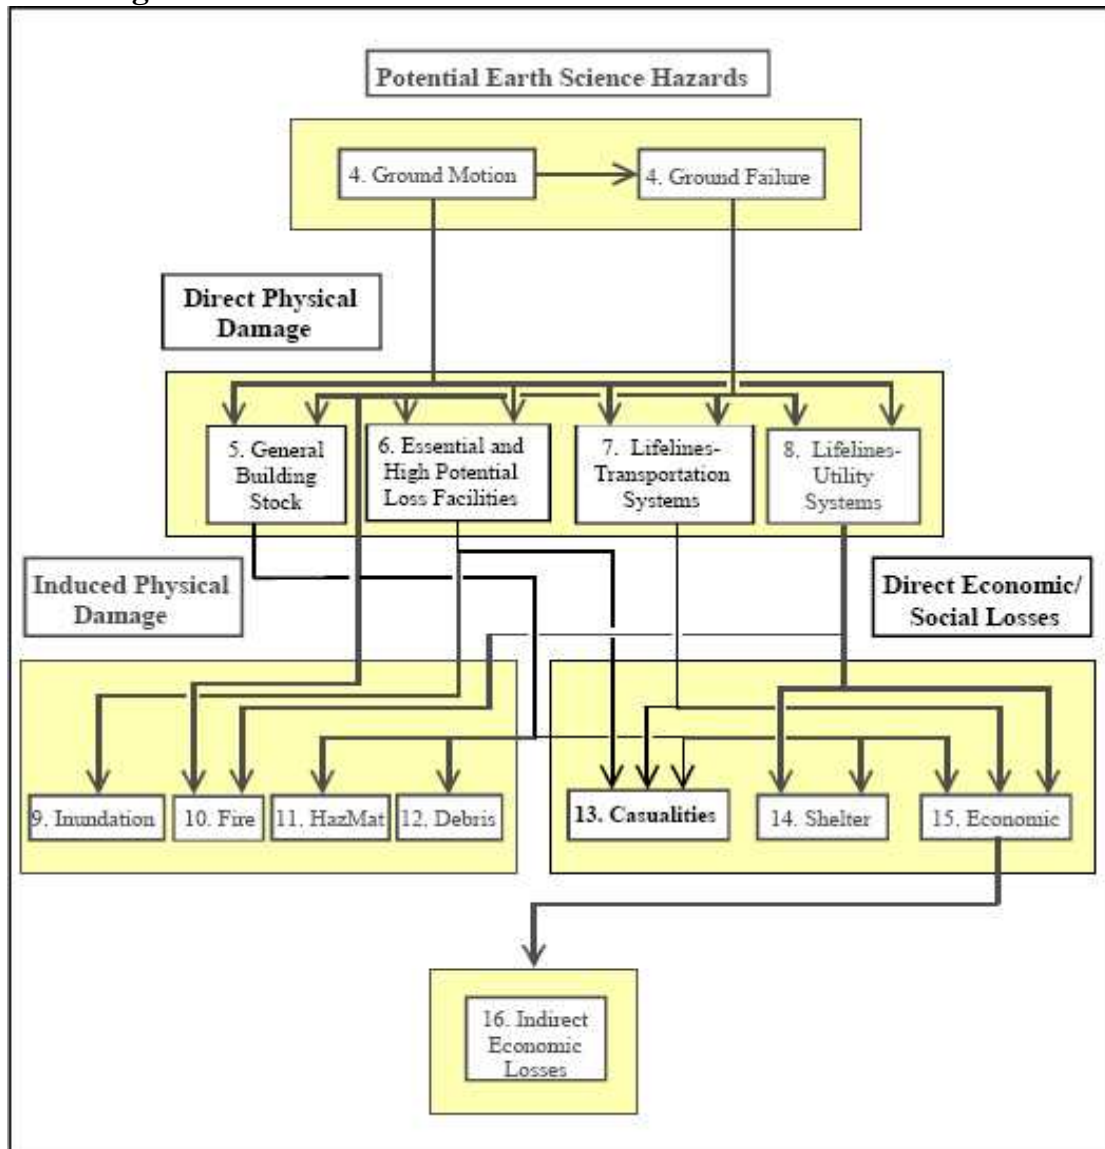 Potential Earth Science Hazards
4. Ground Motion
4. Ground Failure
Direct Physical
Damage
5. General
Building
Stock
6. Essential and
High Potential
Loss Facilities
7. Lifelines-
Transportation
Systems
8. Lifelines-
Utility
Systems
Induced Physical
Damage
Direct Economic/
Social Losses
9. Inundation
10. Fire
11. HazMat
12. Debris
13. Casualities
14. Shelter
15. Economic
16. Indirect
Economic
Losses